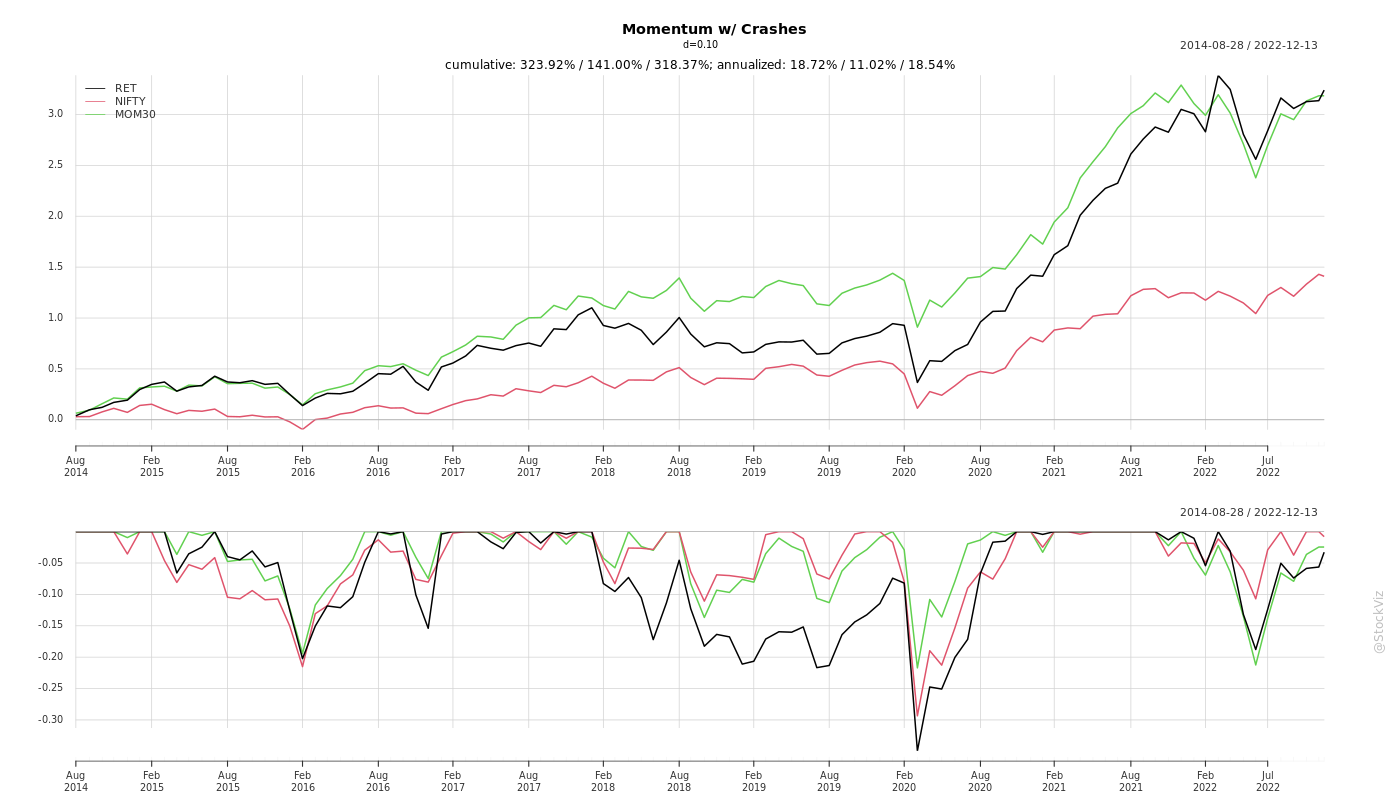 Momentum w/ Crashes
d=0.10
2014-08-28 / 2022-12-13
cumulative: 323.92% / 141.00% / 318.37%; annualized: 18.72% / 11.02% / 18.54%
RET
NIFTY
MOM30
3.0
2.5
2.0
1.5
1.0
0.5
0.0
Aug Feb Aug Feb Aug Feb Aug Feb Aug Feb Aug Feb Aug Feb Aug Feb Jul
2014 2015 2015 2016 2016 2017 2017 2018 2018 2019 2019 2020 2020 2021 2021 2022 2022
2014-08-28 / 2022-12-13
-0.05
-0.10
-0.15
-0.20
-0.25
-0.30
Aug Feb Aug Feb Aug Feb Aug Feb Aug Feb Aug Feb Aug Feb Aug Feb Jul
2014 2015 2015 2016 2016 2017 2017 2018 2018 2019 2019 2020 2020 2021 2021 2022 2022
@StockViz